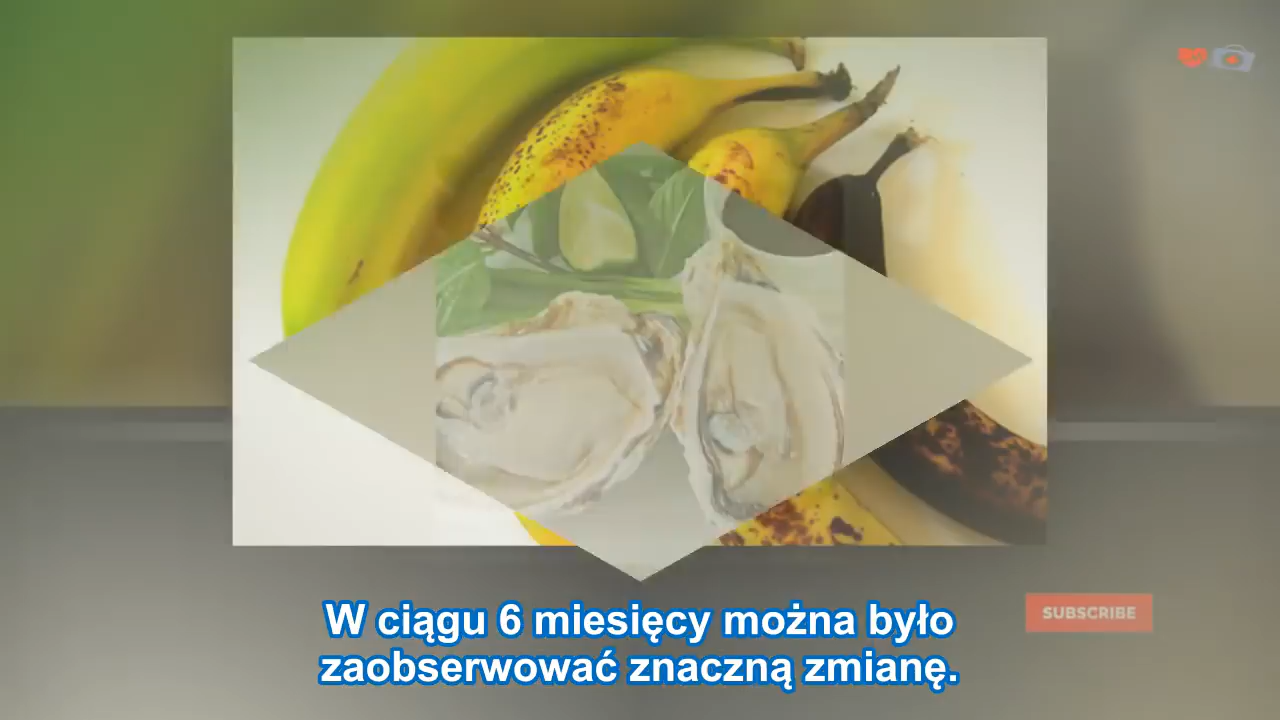 SUBSCRIBE
W ciągu 6 miesięcy można było
zaobserwować znaczną zmianę.